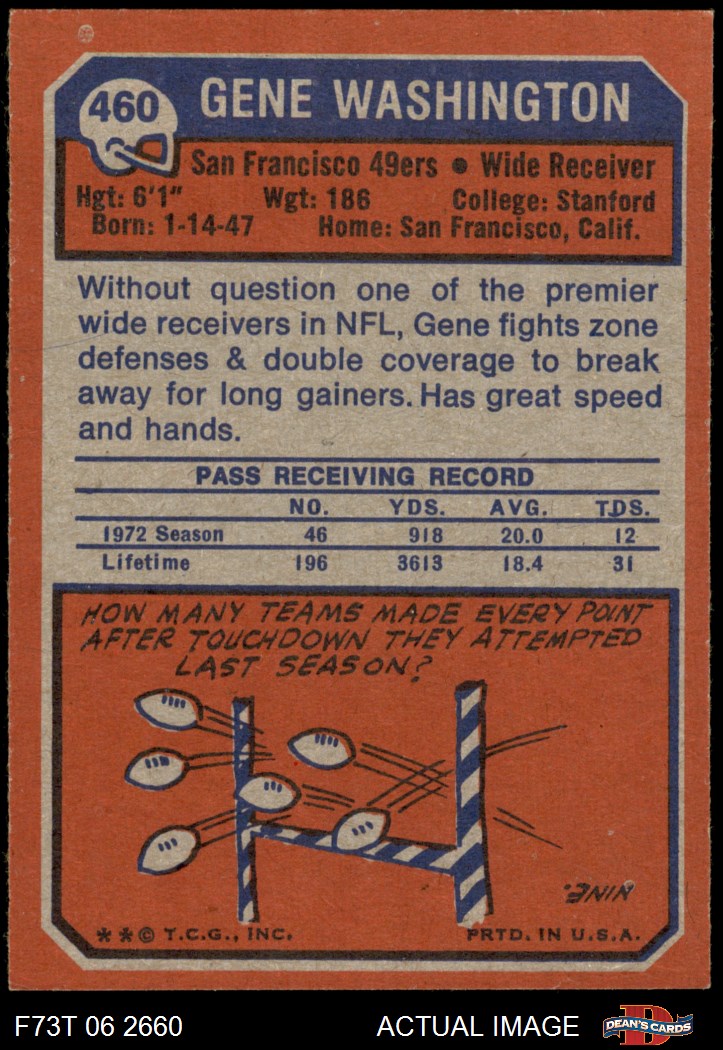 460 GENE WASHINGTON
San Francisco 49ers • Wide Receiver
Hgt: 6'1" Wgt: 186 College: Stanford
Born: 1-14-47 Home: San Francisco, Calif.
Without question one of the premier
wide receivers in NFL, Gene fights zone
defenses & double coverage to break
away for long gainers. Has great speed
and hands.
PASS RECEIVING RECORD
NO. YDS. AVG. TDS.
1972 Season 46 918 20.0 12
Lifetime 196 3613 18.4 31
HOW MANY TEAMS MADE EVERY POINT
AFTER TOUCHDOWN THEY ATTEMPTED
LAST SEASON?
NINE.
**© T.C.G., INC. PRTD. IN U.S.A.
F73T 06 2660 ACTUAL IMAGE DEAN'S CARDS